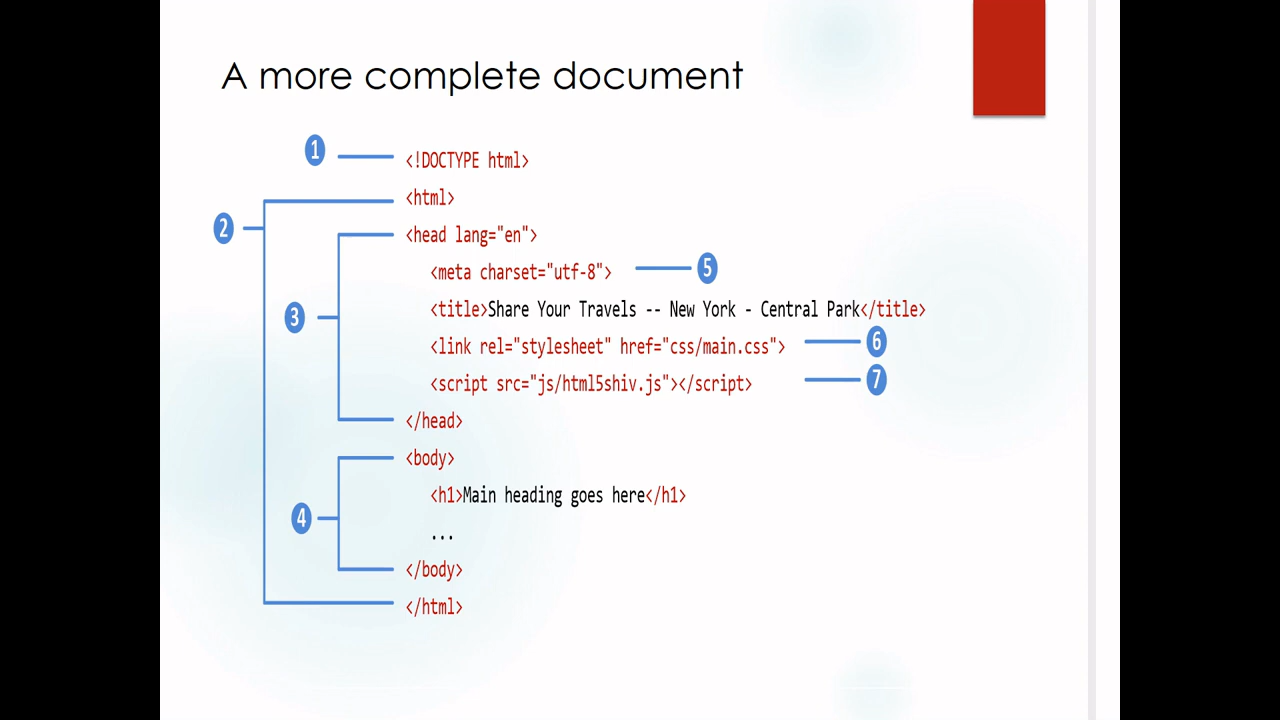 A more complete document
1 <!DOCTYPE html>
<html>
2
<head lang="en">
<meta charset="utf-8"> 5
3 <title>Share Your Travels -- New York - Central Park</title>
<link rel="stylesheet" href="css/main.css"> 6
<script src="js/html5shiv.js"></script> 7
</head>
<body>
<h1>Main heading goes here</h1>
4 ...
</body>
</html>